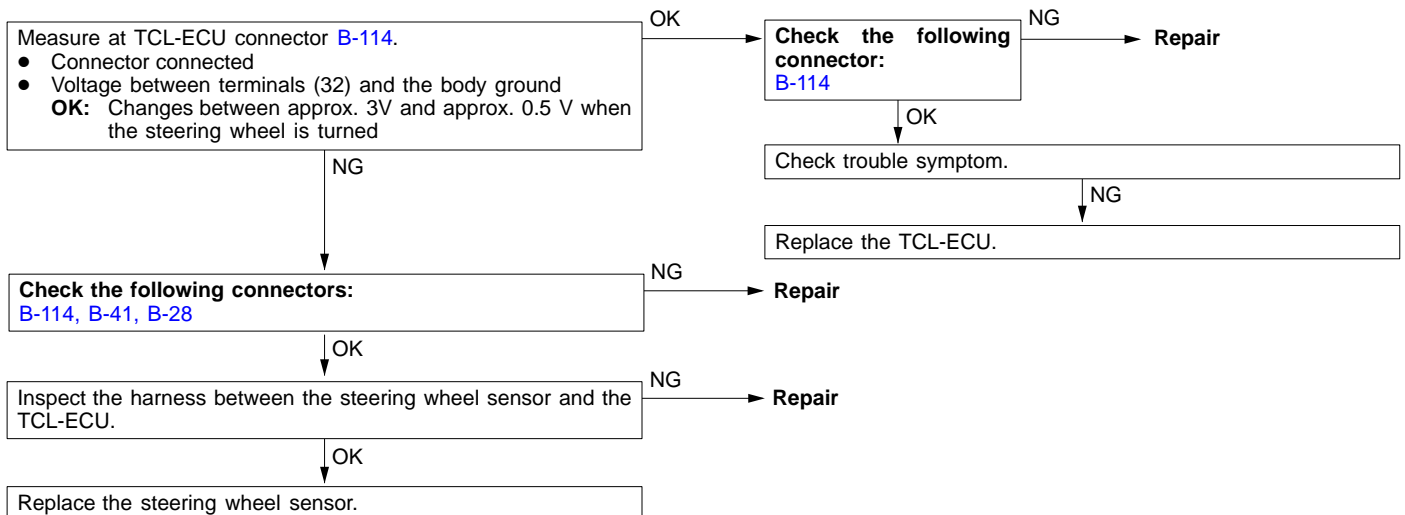 Measure at TCL-ECU connector B-114.
● Connector connected
● Voltage between terminals (32) and the body ground
OK: Changes between approx. 3V and approx. 0.5 V when
the steering wheel is turned
OK
Check the following
connector:
B-114
NG
Repair
OK
Check trouble symptom.
NG
Replace the TCL-ECU.
NG
Check the following connectors:
B-114, B-41, B-28
NG
Repair
OK
Inspect the harness between the steering wheel sensor and the
TCL-ECU.
NG
Repair
OK
Replace the steering wheel sensor.